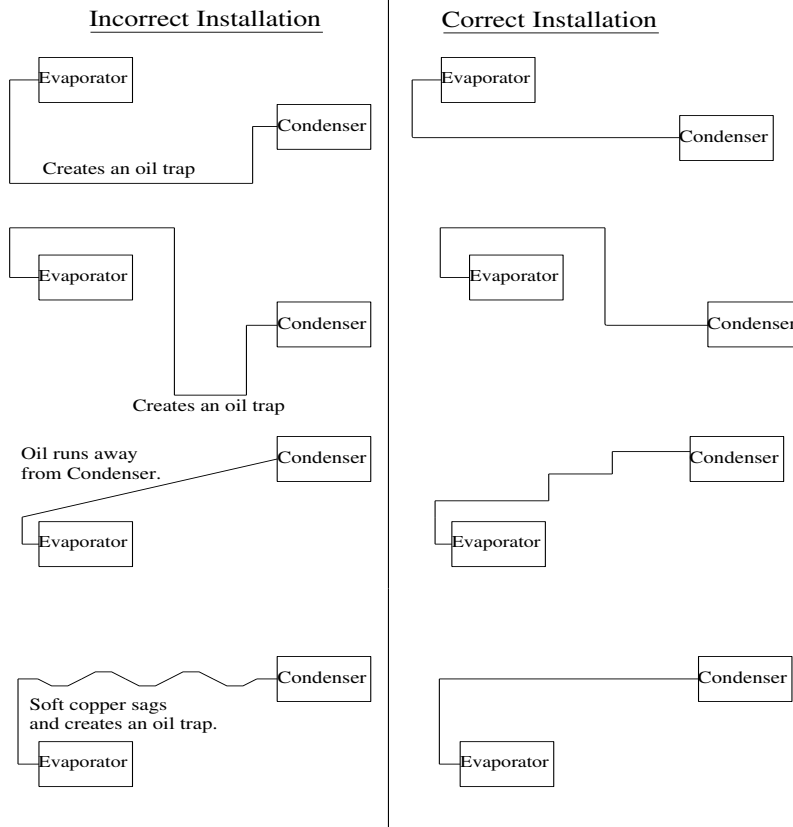 Incorrect Installation
Evaporator
Condenser
Creates an oil trap
Evaporator
Condenser
Creates an oil trap
Oil runs away
from Condenser.
Condenser
Evaporator
Condenser
Soft copper sags
and creates an oil trap.
Evaporator
Correct Installation
Evaporator
Condenser
Evaporator
Condenser
Condenser
Evaporator
Condenser
Evaporator